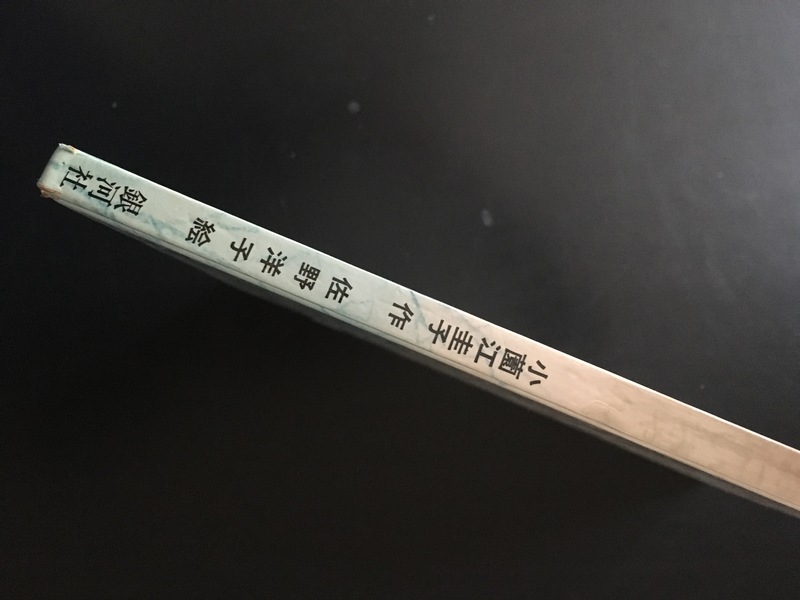 小薗江圭子 作 佐野洋子 絵
銀河社